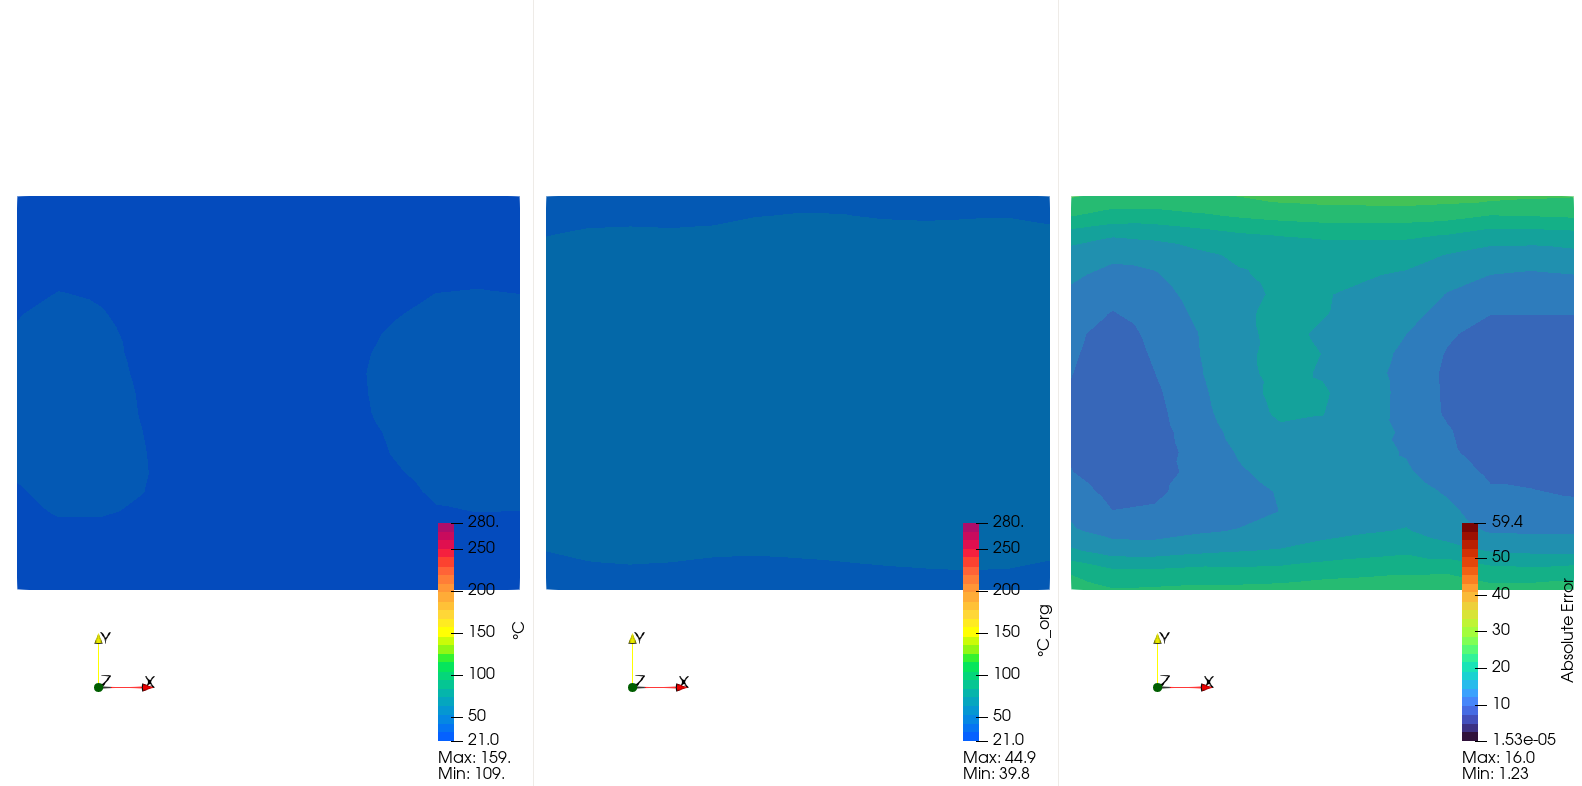 280.
250
200
150
100
50
21.0
°C
Max: 159.
Min: 109.
Y
Z
X
280.
250
200
150
100
50
21.0
°C_org
Max: 44.9
Min: 39.8
Y
Z
X
59.4
50
40
30
20
10
1.53e-05
Absolute Error
Max: 16.0
Min: 1.23
Y
Z
X